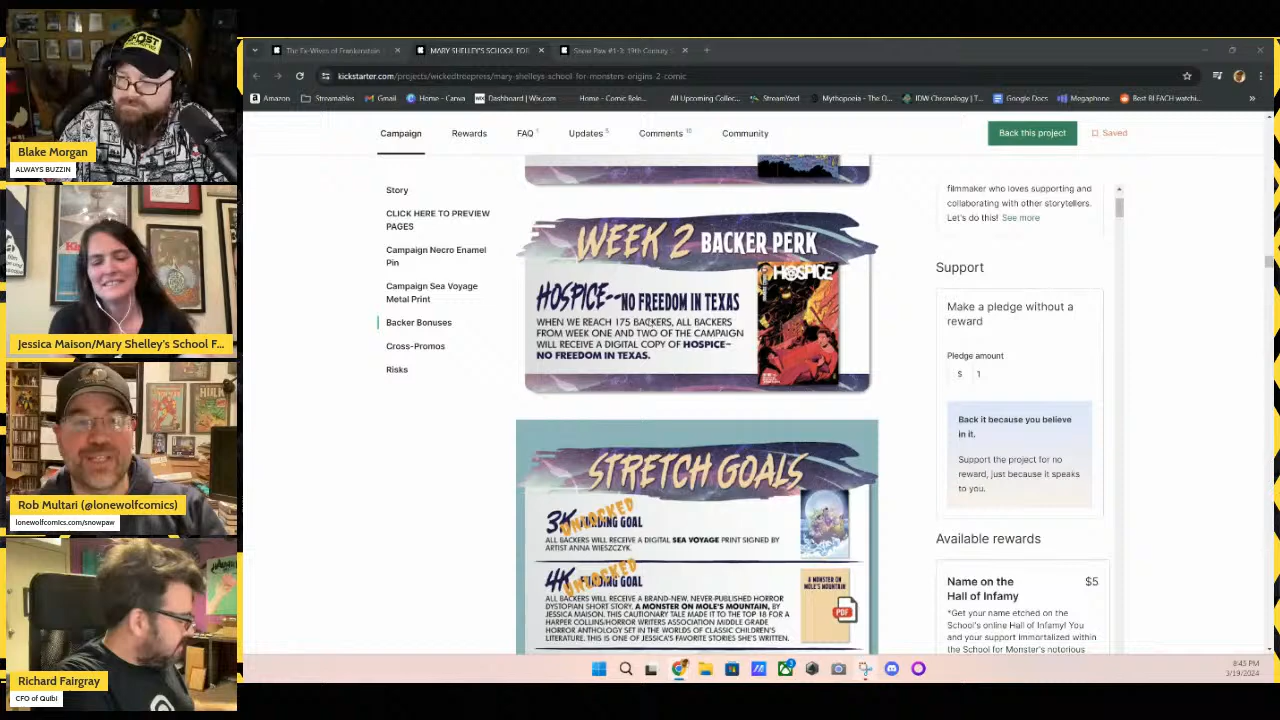 GHOST
Blake Morgan
ALWAYS BUZZIN
Jessica Maison/Mary Shelley's School F...
HULK
Rob Multari (@lonewolfcomics)
lonewolfcomics.com/snowpaw
Richard Fairgray
CFO of Quibi
The Ex-Wives of Frankenstein
MARY SHELLEY'S SCHOOL FOR
Snow Paw #1-3: 19th Century
kickstarter.com/projects/wickedtreepress/mary-shelleys-school-for-monsters-origins-2-comic
Amazon
Streamables
Gmail
Home - Canva
Dashboard | Wix.com
Home - Comic Rele...
All Upcoming Collec...
StreamYard
Mythopoeia - The O...
IDW Chronology | T...
Google Docs
Megaphone
Best BLEACH watchi...
Campaign
Rewards
FAQ 1
Updates 5
Comments
Community
Back this project
Saved
Story
CLICK HERE TO PREVIEW
PAGES
Campaign Necro Enamel
Pin
Campaign Sea Voyage
Metal Print
Backer Bonuses
Cross-Promos
Risks
WEEK 2 BACKER PERK
HOSPICE--NO FREEDOM IN TEXAS
WHEN WE REACH 175 BACKERS, ALL BACKERS
FROM WEEK ONE AND TWO OF THE CAMPAIGN
WILL RECEIVE A DIGITAL COPY OF HOSPICE--
NO FREEDOM IN TEXAS.
HOSPICE
STRETCH GOALS
3K FUNDING GOAL
UNLOCKED
ALL BACKERS WILL RECEIVE A DIGITAL SEA VOYAGE PRINT SIGNED BY
ARTIST ANNA WIESZCZYK.
4K FUNDING GOAL
UNLOCKED
ALL BACKERS WILL RECEIVE A BRAND-NEW, NEVER-PUBLISHED HORROR
DYSTOPIAN SHORT STORY, A MONSTER ON MOLE'S MOUNTAIN, BY
JESSICA MAISON. THIS CAUTIONARY TALE MADE IT TO THE TOP 18 FOR A
HARPER COLLINS/HORROR WRITERS ASSOCIATION MIDDLE GRADE
HORROR ANTHOLOGY SET IN THE WORLDS OF CLASSIC CHILDREN'S
LITERATURE. THIS IS ONE OF JESSICA'S FAVORITE STORIES SHE'S WRITTEN.
A MONSTER ON
MOLE'S MOUNTAIN
PDF
filmmaker who loves supporting and
collaborating with other storytellers.
Let's do this! See more
Support
Make a pledge without a
reward
Pledge amount
$ 1
Back it because you believe
in it.
Support the project for no
reward, just because it speaks
to you.
Available rewards
Name on the
Hall of Infamy
$5
*Get your name etched on the
School's online Hall of Infamy! You
and your support immortalized within
the School for Monster's notorious
8:45 PM
3/19/2024